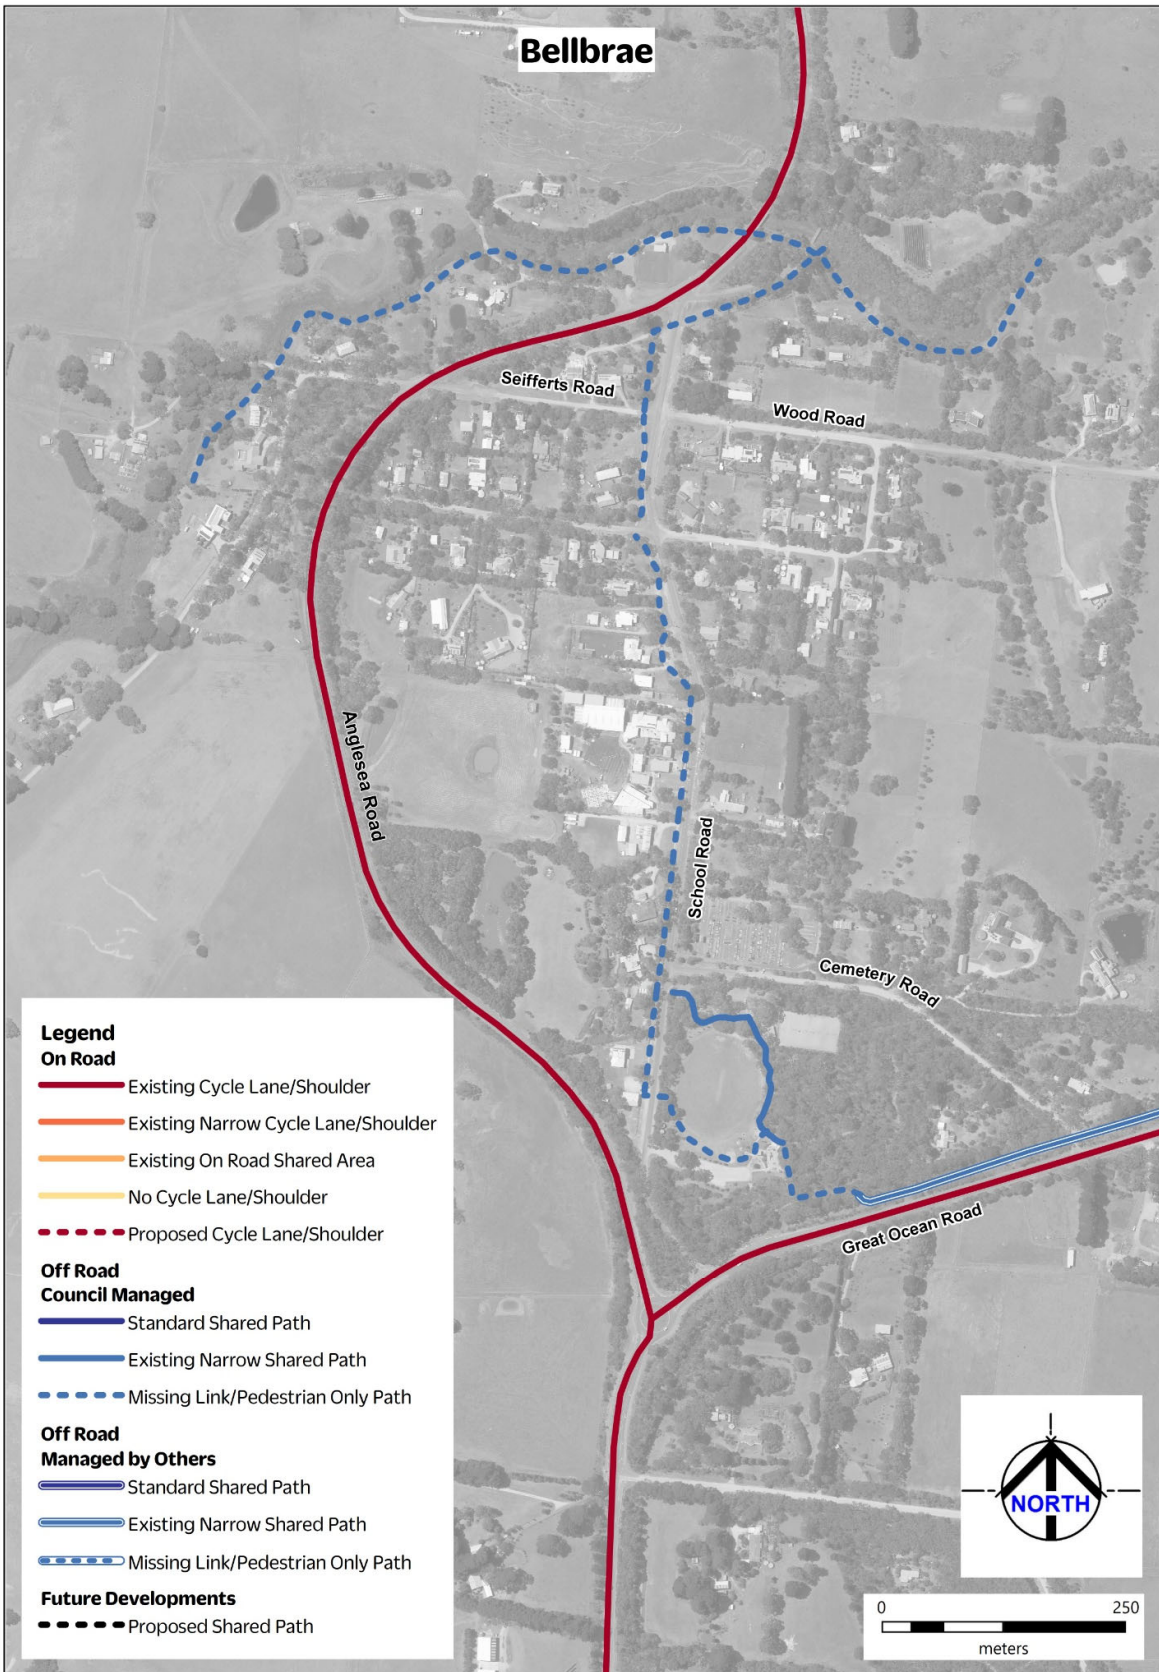 Bellbrae
Seifferts Road
Wood Road
Anglesea Road
School Road
Cemetery Road
Great Ocean Road
Legend
On Road
Existing Cycle Lane/Shoulder
Existing Narrow Cycle Lane/Shoulder
Existing On Road Shared Area
No Cycle Lane/Shoulder
Proposed Cycle Lane/Shoulder
Off Road
Council Managed
Standard Shared Path
Existing Narrow Shared Path
Missing Link/Pedestrian Only Path
Off Road
Managed by Others
Standard Shared Path
Existing Narrow Shared Path
Missing Link/Pedestrian Only Path
Future Developments
Proposed Shared Path
NORTH
0 250
meters